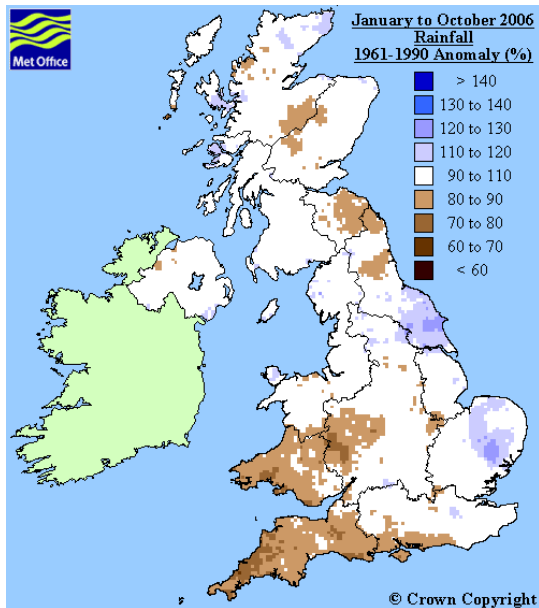 Met Office
January to October 2006
Rainfall
1961-1990 Anomaly (%)
> 140
130 to 140
120 to 130
110 to 120
90 to 110
80 to 90
70 to 80
60 to 70
< 60
© Crown Copyright